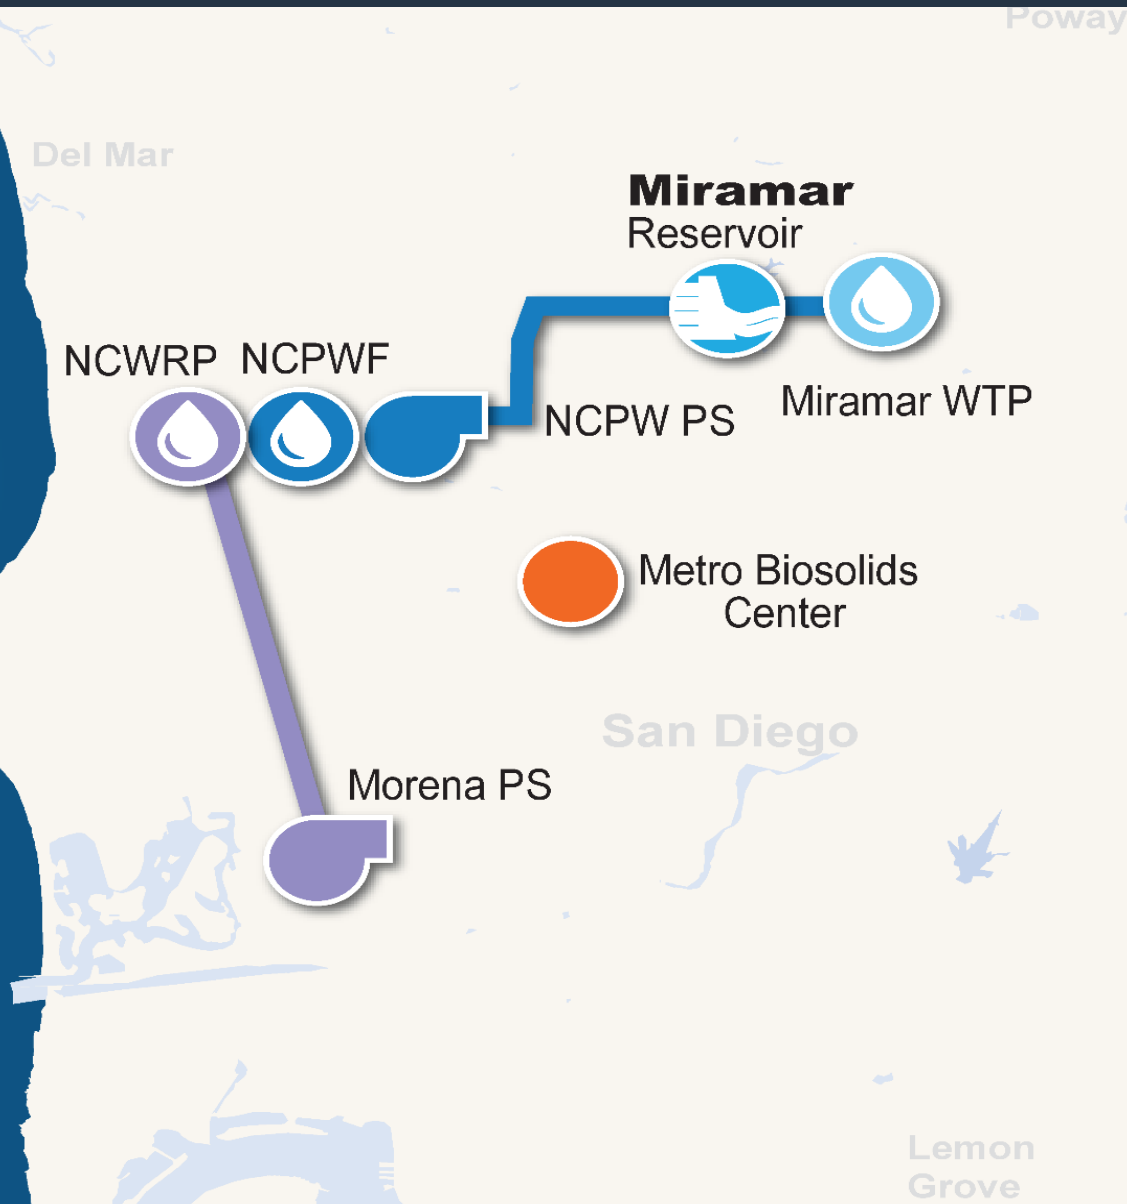 Poway
Del Mar
Miramar
Reservoir
NCWRP
NCPWF
NCPW PS
Miramar WTP
Metro Biosolids
Center
San Diego
Morena PS
Lemon
Grove